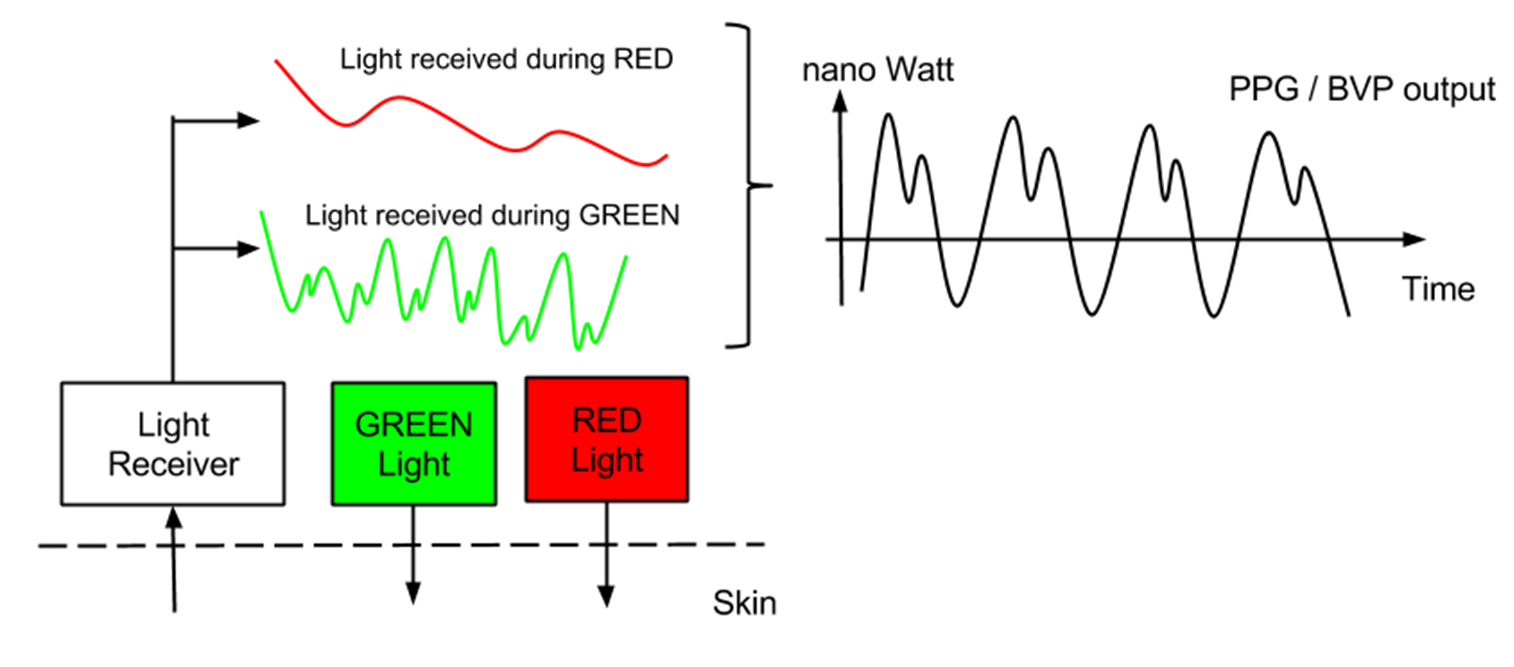 Light received during RED
nano Watt
PPG / BVP output
Light received during GREEN
Time
Light
Receiver
GREEN
Light
RED
Light
Skin